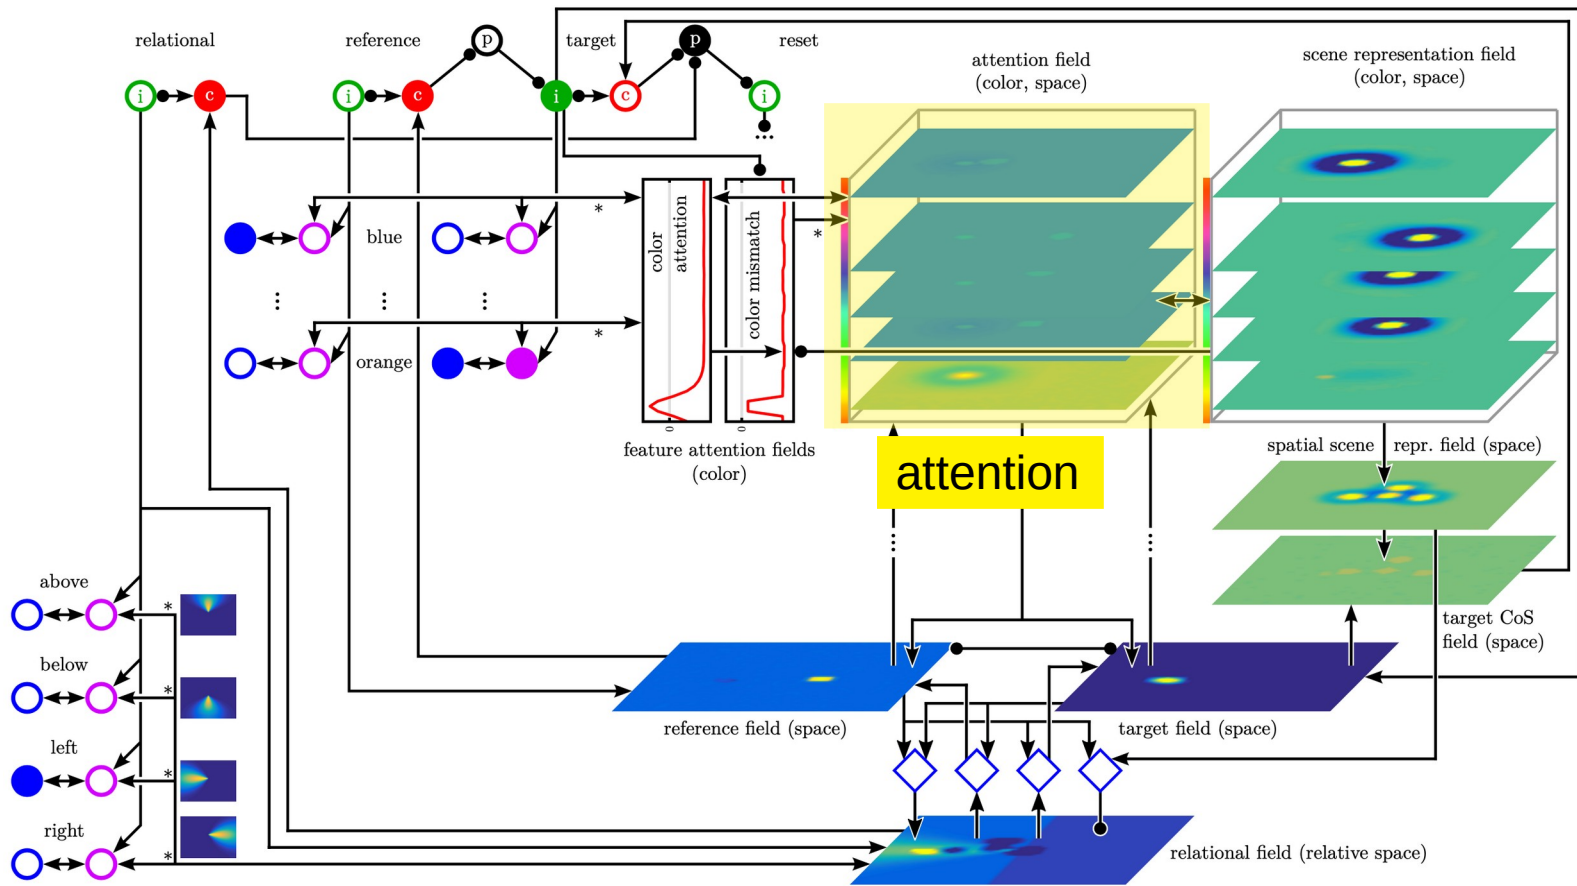 relational
reference
target
reset
p
p
i
c
i
c
i
c
i
...
attention field
(color, space)
scene representation field
(color, space)
*
blue
...
...
...
*
orange
color
attention
color mismatch
*
0
0
feature attention fields
(color)
attention
spatial scene
repr. field (space)
...
...
target CoS
field (space)
above
*
below
*
left
*
right
*
reference field (space)
target field (space)
relational field (relative space)